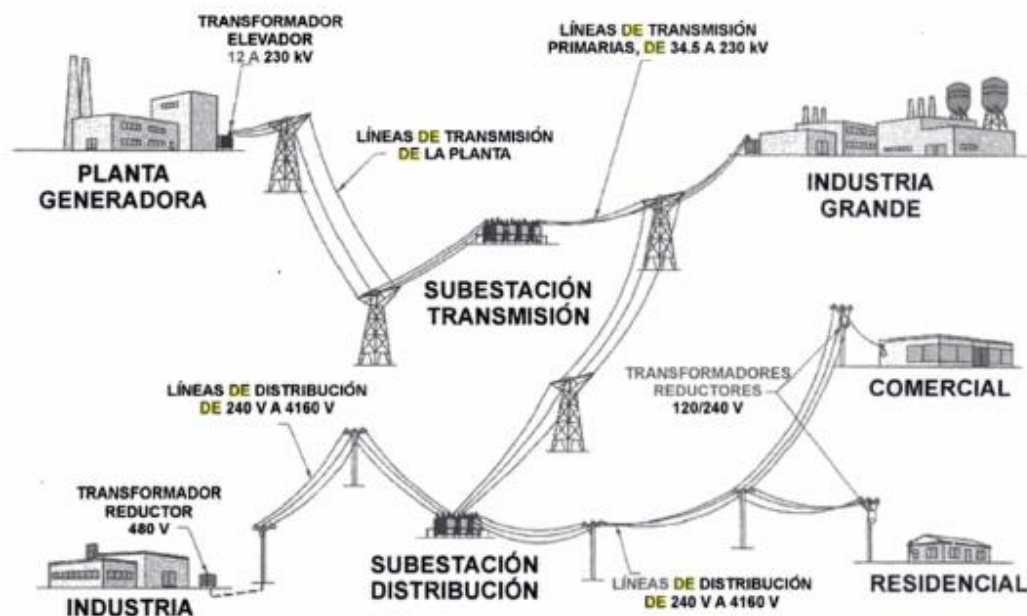 TRANSFORMADOR
ELEVADOR
12 A 230 kV
LÍNEAS DE TRANSMISIÓN
PRIMARIAS, DE 34.5 A 230 kV
LÍNEAS DE TRANSMISIÓN
DE LA PLANTA
PLANTA
GENERADORA
INDUSTRIA
GRANDE
SUBESTACIÓN
TRANSMISIÓN
LÍNEAS DE DISTRIBUCIÓN
DE 240 V A 4160 V
TRANSFORMADORES
REDUCTORES
120/240 V
COMERCIAL
TRANSFORMADOR
REDUCTOR
480 V
SUBESTACIÓN
DISTRIBUCIÓN
LÍNEAS DE DISTRIBUCIÓN
DE 240 V A 4160 V
RESIDENCIAL
INDUSTRIA